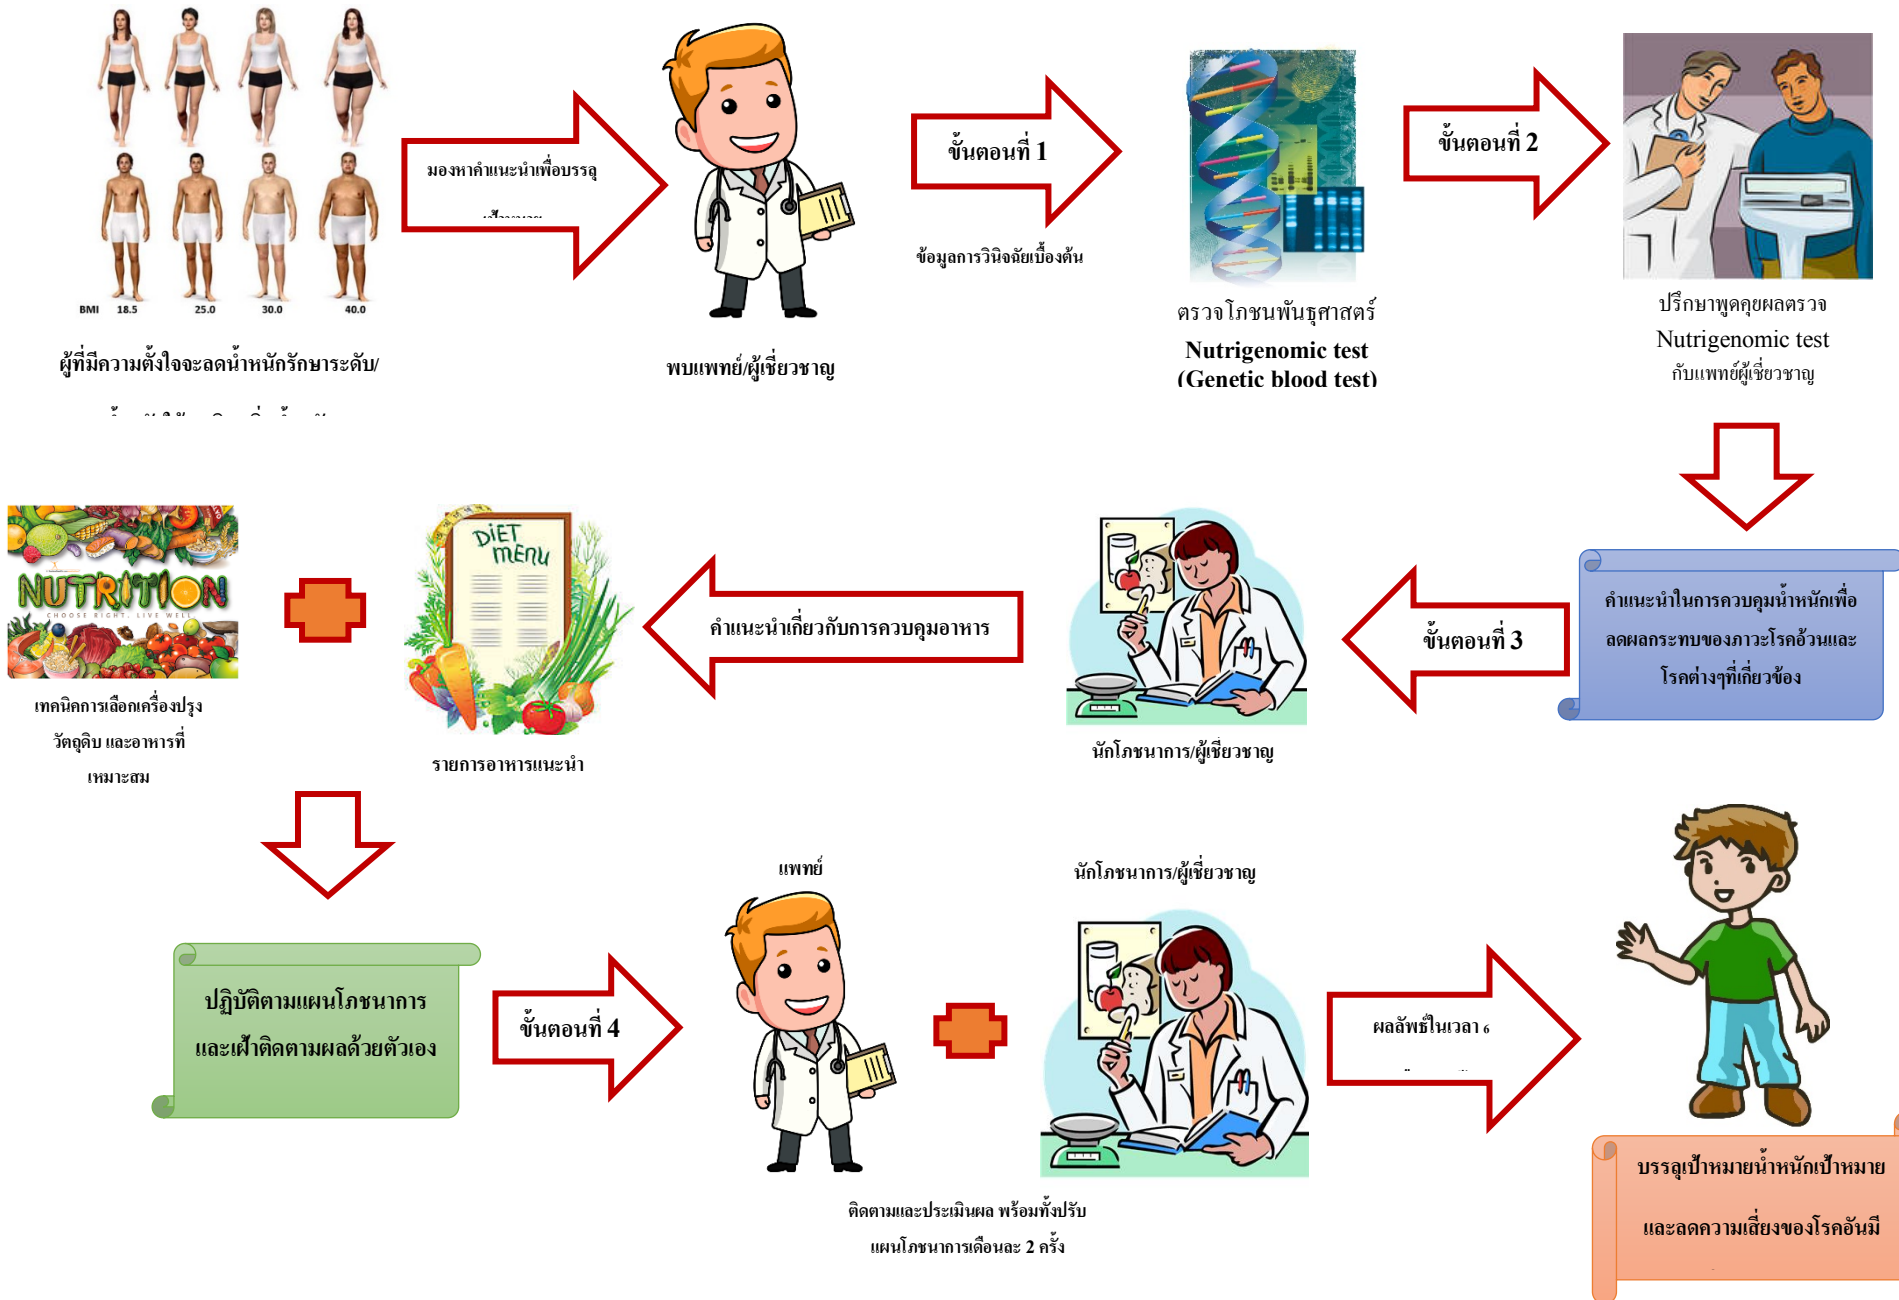 BMI 18.5 25.0 30.0 40.0
ผู้ที่มีความตั้งใจจะลดน้ำหนักรักษาระดับ/
มองหาคำแนะนำเพื่อบรรลุ
พบแพทย์/ผู้เชี่ยวชาญ
ขั้นตอนที่ 1
ข้อมูลการวินิจฉัยเบื้องต้น
ตรวจโภชนพันธุศาสตร์
Nutrigenomic test
(Genetic blood test)
ขั้นตอนที่ 2
ปรึกษาพูดคุยผลตรวจ
Nutrigenomic test
กับแพทย์ผู้เชี่ยวชาญ
คำแนะนำในการควบคุมน้ำหนักเพื่อ
ลดผลกระทบของภาวะโรคอ้วนและ
โรคต่างๆที่เกี่ยวข้อง
ขั้นตอนที่ 3
นักโภชนาการ/ผู้เชี่ยวชาญ
คำแนะนำเกี่ยวกับการควบคุมอาหาร
DIET
MENU
รายการอาหารแนะนำ
NUTRITION
CHOOSE RIGHT, LIVE WELL
เทคนิคการเลือกเครื่องปรุง
วัตถุดิบ และอาหารที่
เหมาะสม
ปฏิบัติตามแผนโภชนาการ
และเฝ้าติดตามผลด้วยตัวเอง
ขั้นตอนที่ 4
แพทย์
นักโภชนาการ/ผู้เชี่ยวชาญ
ติดตามและประเมินผล พร้อมทั้งปรับ
แผนโภชนาการเดือนละ 2 ครั้ง
ผลลัพธ์ในเวลา 6
บรรลุเป้าหมายน้ำหนักเป้าหมาย
และลดความเสี่ยงของโรคอันมี